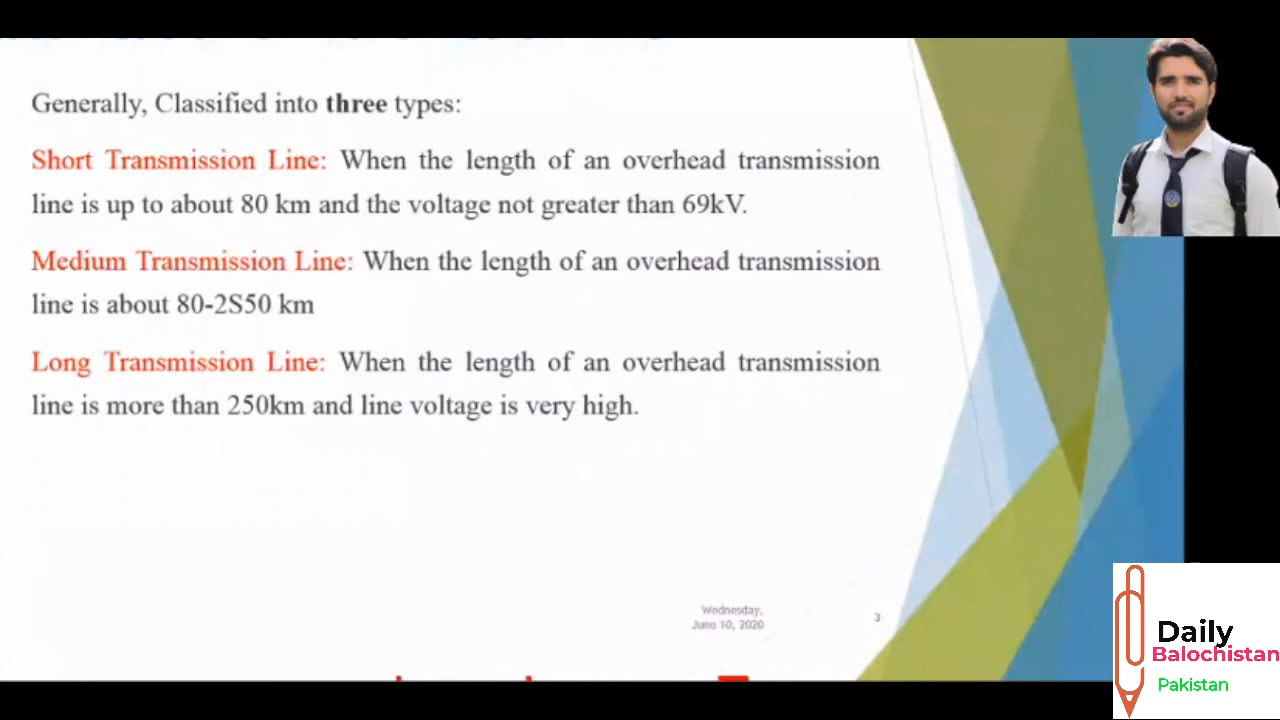 Generally, Classified into three types:
Short Transmission Line: When the length of an overhead transmission
line is up to about 80 km and the voltage not greater than 69kV.
Medium Transmission Line: When the length of an overhead transmission
line is about 80-2S50 km
Long Transmission Line: When the length of an overhead transmission
line is more than 250km and line voltage is very high.
Wednesday,
June 10, 2020
3
Daily
Balochistan
Pakistan